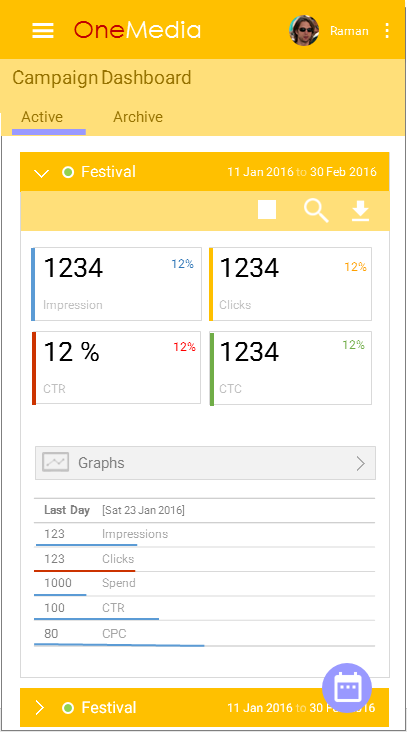 OneMedia
Raman
Campaign Dashboard
Active Archive
Festival 11 Jan 2016 to 30 Feb 2016
1234 12% 1234 12%
Impression Clicks
12 % 12% 1234 12%
CTR CTC
Graphs
Last Day [Sat 23 Jan 2016]
123 Impressions
123 Clicks
1000 Spend
100 CTR
80 CPC
Festival 11 Jan 2016 to 30 2016